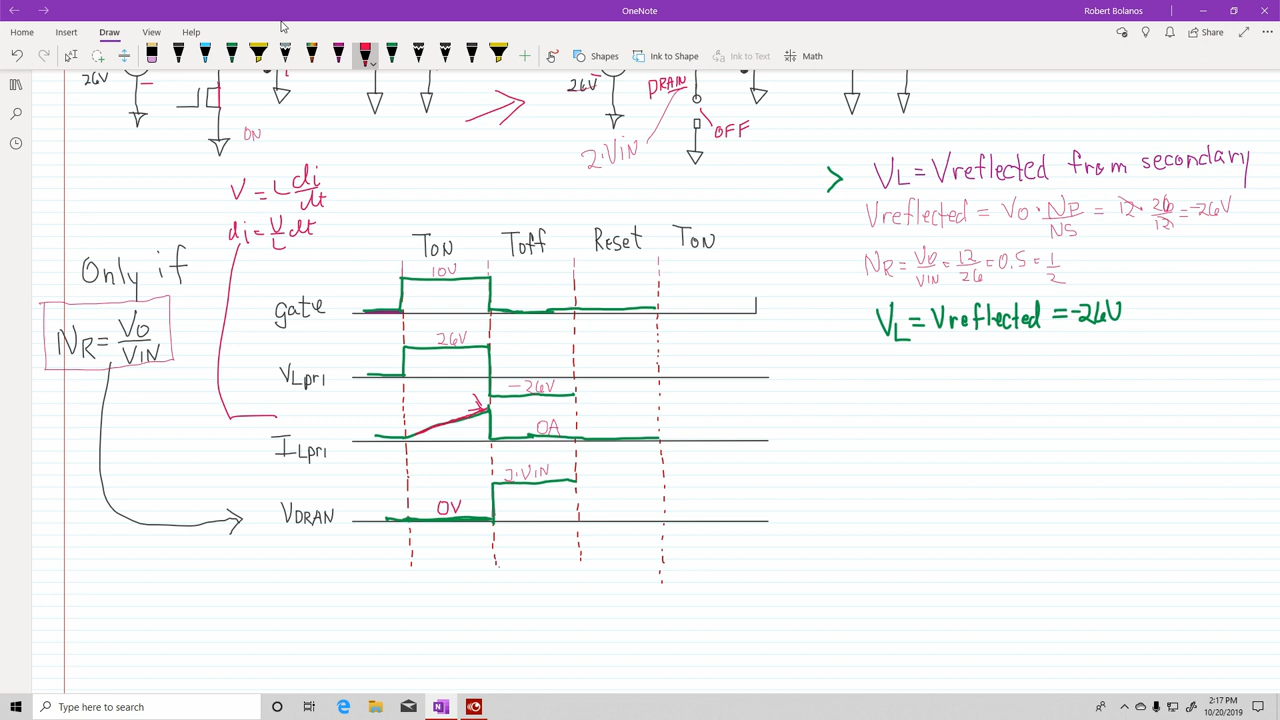 OneNote
Robert Bolanos
Home Insert Draw View Help
Share
Shapes Ink to Shape Ink to Text Math
26V
ON
26V
DRAIN
OFF
2·VIN
V = L di/dt
di = V/L dt
Only if
NR = VO/VIN
TON Toff Reset TON
10V
gate
26V
VLpri
-26V
ILpri
0A
2·VIN
VDRAN
0V
> VL = Vreflected from secondary
Vreflected = VO · NP/NS = 12 · 26/12 = -26V
NR = VO/VIN = 12/26 = 0.5 = 1/2
VL = Vreflected = -26V
Type here to search
2:17 PM
10/20/2019